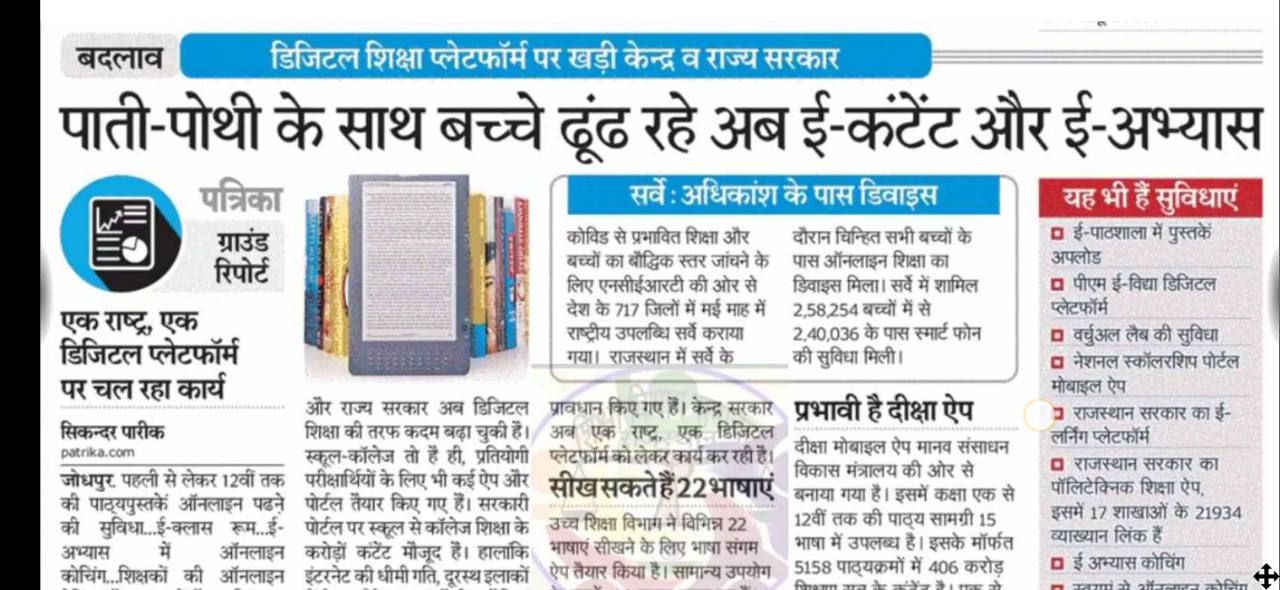 बदलाव
डिजिटल शिक्षा प्लेटफॉर्म पर खड़ी केन्द्र व राज्य सरकार
पाती-पोथी के साथ बच्चे ढूंढ रहे अब ई-कंटेंट और ई-अभ्यास
पत्रिका
ग्राउंड
रिपोर्ट
एक राष्ट्र, एक
डिजिटल प्लेटफॉर्म
पर चल रहा कार्य
सिकन्दर पारीक
patrika.com
जोधपुर. पहली से लेकर 12वीं तक
की पाठ्यपुस्तकें ऑनलाइन पढने
की सुविधा...ई-क्लास रूम...ई-
अभ्यास में ऑनलाइन
कोचिंग...शिक्षकों की ऑनलाइन
और राज्य सरकार अब डिजिटल
शिक्षा की तरफ कदम बढ़ा चुकी है।
स्कूल-कॉलेज तो है ही, प्रतियोगी
परीक्षार्थियों के लिए भी कई ऐप और
पोर्टल तैयार किए गए हैं। सरकारी
पोर्टल पर स्कूल से कॉलेज शिक्षा के
करोड़ों कंटेंट मौजूद है। हालांकि
इंटरनेट की धीमी गति, दूरस्थ इलाकों
सर्वे : अधिकांश के पास डिवाइस
कोविड से प्रभावित शिक्षा और
बच्चों का बौद्धिक स्तर जांचने के
लिए एनसीईआरटी की ओर से
देश के 717 जिलों में मई माह में
राष्ट्रीय उपलब्धि सर्वे कराया
गया। राजस्थान में सर्वे के
दौरान चिन्हित सभी बच्चों के
पास ऑनलाइन शिक्षा का
डिवाइस मिला। सर्वे में शामिल
2,58,254 बच्चों में से
2,40,036 के पास स्मार्ट फोन
की सुविधा मिली।
प्रावधान किए गए हैं। केन्द्र सरकार
अब एक राष्ट्र, एक डिजिटल
प्लेटफॉर्म को लेकर कार्य कर रही है।
सीख सकते हैं 22 भाषाएं
उच्च शिक्षा विभाग ने विभिन्न 22
भाषाएं सीखने के लिए भाषा संगम
ऐप तैयार किया है। सामान्य उपयोग
प्रभावी है दीक्षा ऐप
दीक्षा मोबाइल ऐप मानव संसाधन
विकास मंत्रालय की ओर से
बनाया गया है। इसमें कक्षा एक से
12वीं तक की पाठ्य सामग्री 15
भाषा में उपलब्ध है। इसके मॉर्फत
5158 पाठ्यक्रमों में 406 करोड़
यह भी हैं सुविधाएं
ई-पाठशाला में पुस्तकें
अपलोड
पीएम ई-विद्या डिजिटल
प्लेटफॉर्म
वर्चुअल लैब की सुविधा
नेशनल स्कॉलरशिप पोर्टल
मोबाइल ऐप
राजस्थान सरकार का ई-
लर्निंग प्लेटफॉर्म
राजस्थान सरकार का
पॉलिटेक्निक शिक्षा ऐप,
इसमें 17 शाखाओं के 21934
व्याख्यान लिंक हैं
ई अभ्यास कोचिंग